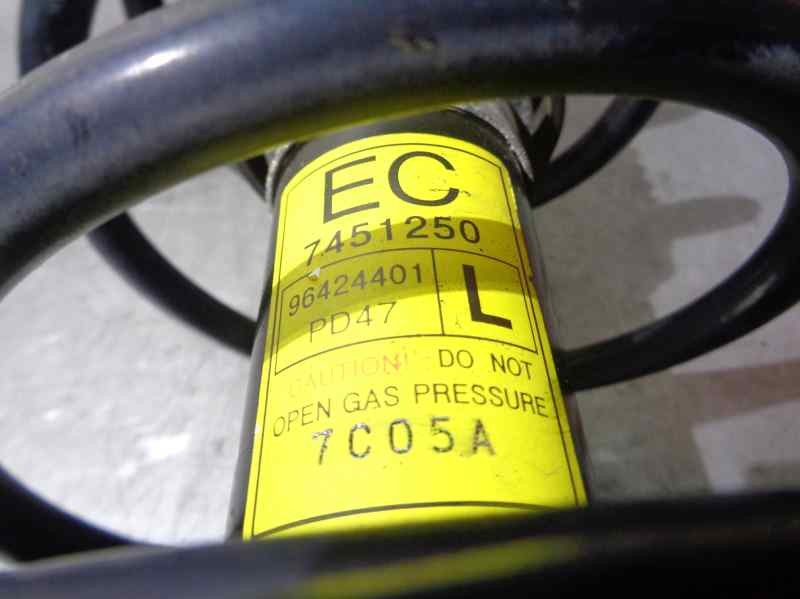 EC
7451250
96424401 L
PD47
CAUTION! DO NOT
OPEN GAS PRESSURE
7C05A